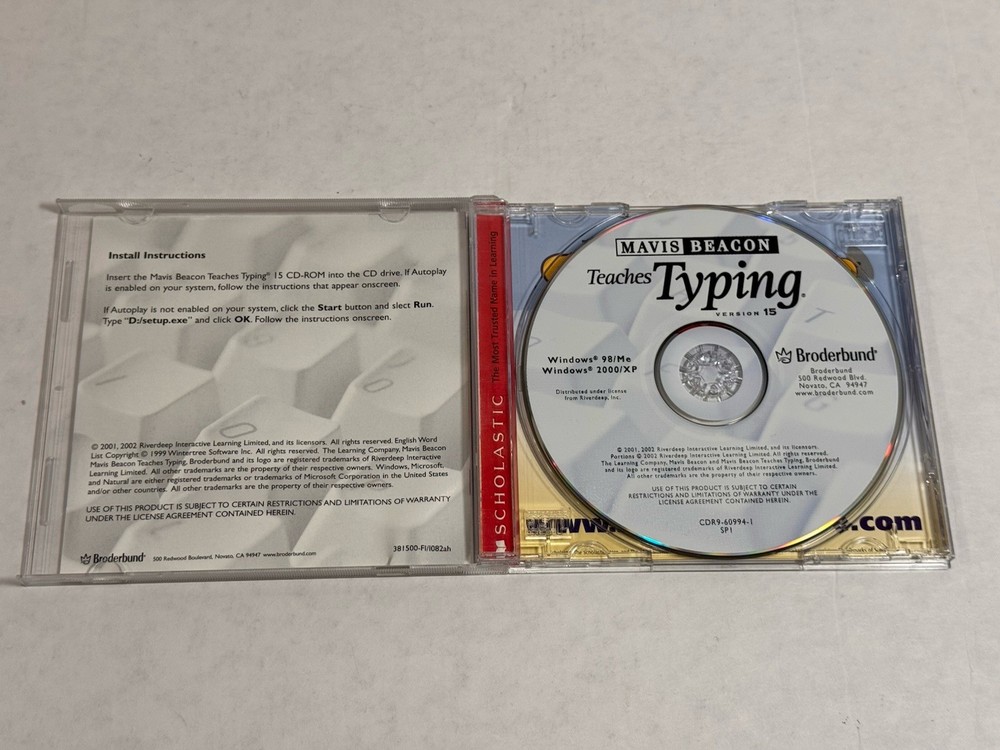 Install Instructions
Insert the Mavis Beacon Teaches Typing® 15 CD-ROM into the CD drive. If Autoplay
is enabled on your system, follow the instructions that appear onscreen.
If Autoplay is not enabled on your system, click the Start button and slect Run.
Type "D:/setup.exe" and click OK. Follow the instructions onscreen.
© 2001, 2002 Riverdeep Interactive Learning Limited, and its licensors. All rights reserved. English Word
List Copyright © 1999 Wintertree Software Inc. All rights reserved. The Learning Company, Mavis Beacon
Mavis Beacon Teaches Typing, Broderbund and its logo are registered trademarks of Riverdeep Interactive
Learning Limited. All other trademarks are the property of their respective owners. Windows, Microsoft,
and Natural are either registered trademarks or trademarks of Microsoft Corporation in the United States
and/or other countries. All other trademarks are the property of their respective owners.
USE OF THIS PRODUCT IS SUBJECT TO CERTAIN RESTRICTIONS AND LIMITATIONS OF WARRANTY
UNDER THE LICENSE AGREEMENT CONTAINED HEREIN.
Broderbund® 500 Redwood Boulevard, Novato, CA 94947 www.broderbund.com
381500-FI/I082ah
SCHOLASTIC The Most Trusted Name in Learning
MAVIS BEACON
Teaches Typing®
VERSION 15
Windows® 98/Me
Windows® 2000/XP
Distributed under license
from Riverdeep, Inc.
Broderbund®
Broderbund
500 Redwood Blvd.
Novato, CA 94947
www.broderbund.com
© 2001, 2002 Riverdeep Interactive Learning Limited, and its licensors.
Portions © 2002 Riverdeep Interactive Learning Limited. All rights reserved.
The Learning Company, Mavis Beacon and Mavis Beacon Teaches Typing, Broderbund
and its logo are registered trademarks of Riverdeep Interactive Learning Limited.
All other trademarks are the property of their respective owners.
USE OF THIS PRODUCT IS SUBJECT TO CERTAIN
RESTRICTIONS AND LIMITATIONS OF WARRANTY UNDER THE
LICENSE AGREEMENT CONTAINED HEREIN.
CDR9-60994-1
SP1
.com